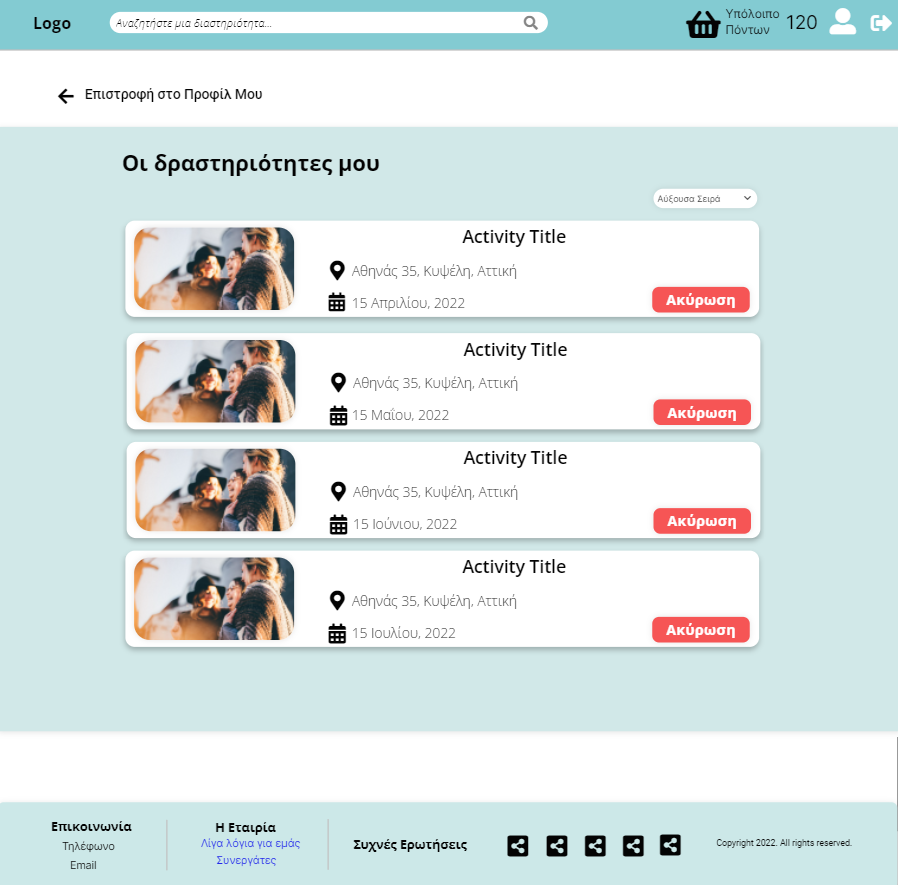 Logo
Αναζητήστε μια διαστηριότητα...
Υπόλοιπο
Πόντων
120
Επιστροφή στο Προφίλ Μου
Οι δραστηριότητες μου
Αύξουσα Σειρά
Activity Title
Αθηνάς 35, Κυψέλη, Αττική
15 Απριλίου, 2022
Ακύρωση
Activity Title
Αθηνάς 35, Κυψέλη, Αττική
15 Μαΐου, 2022
Ακύρωση
Activity Title
Αθηνάς 35, Κυψέλη, Αττική
15 Ιούνιου, 2022
Ακύρωση
Activity Title
Αθηνάς 35, Κυψέλη, Αττική
15 Ιουλίου, 2022
Ακύρωση
Επικοινωνία
Τηλέφωνο
Email
Η Εταιρία
Λίγα λόγια για εμάς
Συνεργάτες
Συχνές Ερωτήσεις
Copyright 2022. All rights reserved.